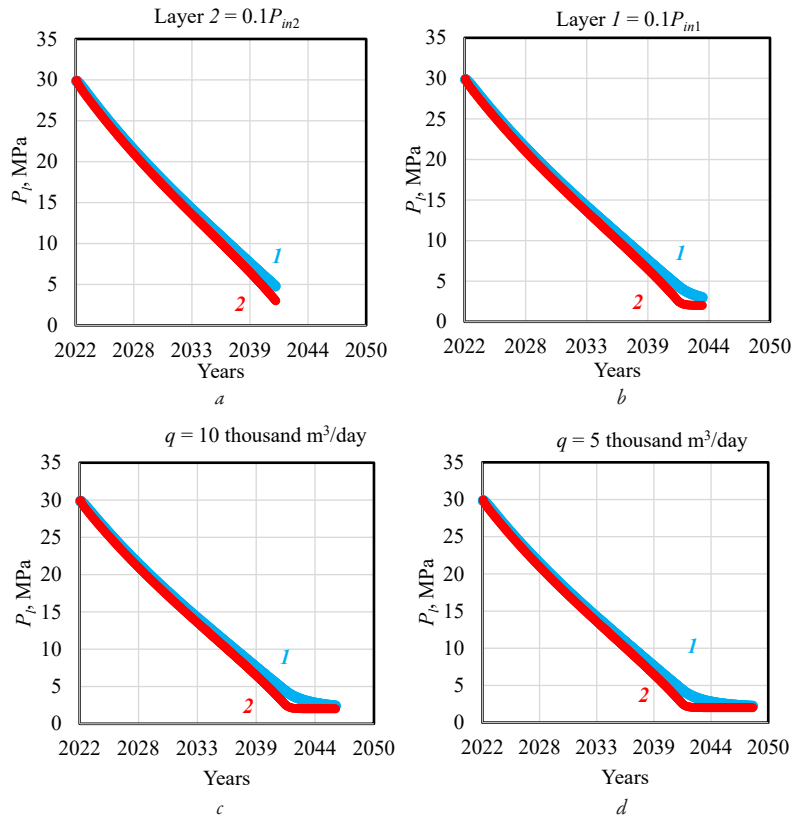 Layer 2 = 0.1P_in2
35
30
25
20
15
10
5
0
P_l, MPa
1
2
2022 2028 2033 2039 2044 2050
Years
a
Layer 1 = 0.1P_in1
35
30
25
20
15
10
5
0
P_l, MPa
1
2
2022 2028 2033 2039 2044 2050
Years
b
q = 10 thousand m³/day
35
30
25
20
15
10
5
0
P_l, MPa
1
2
2022 2028 2033 2039 2044 2050
Years
c
q = 5 thousand m³/day
35
30
25
20
15
10
5
0
P_l, MPa
1
2
2022 2028 2033 2039 2044 2050
Years
d